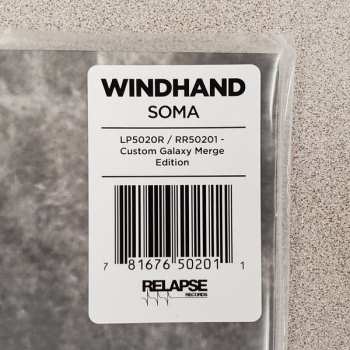 WINDHAND
SOMA
LP5020R / RR50201 -
Custom Galaxy Merge
Edition
7 81676 50201 1
RELAPSE
RECORDS